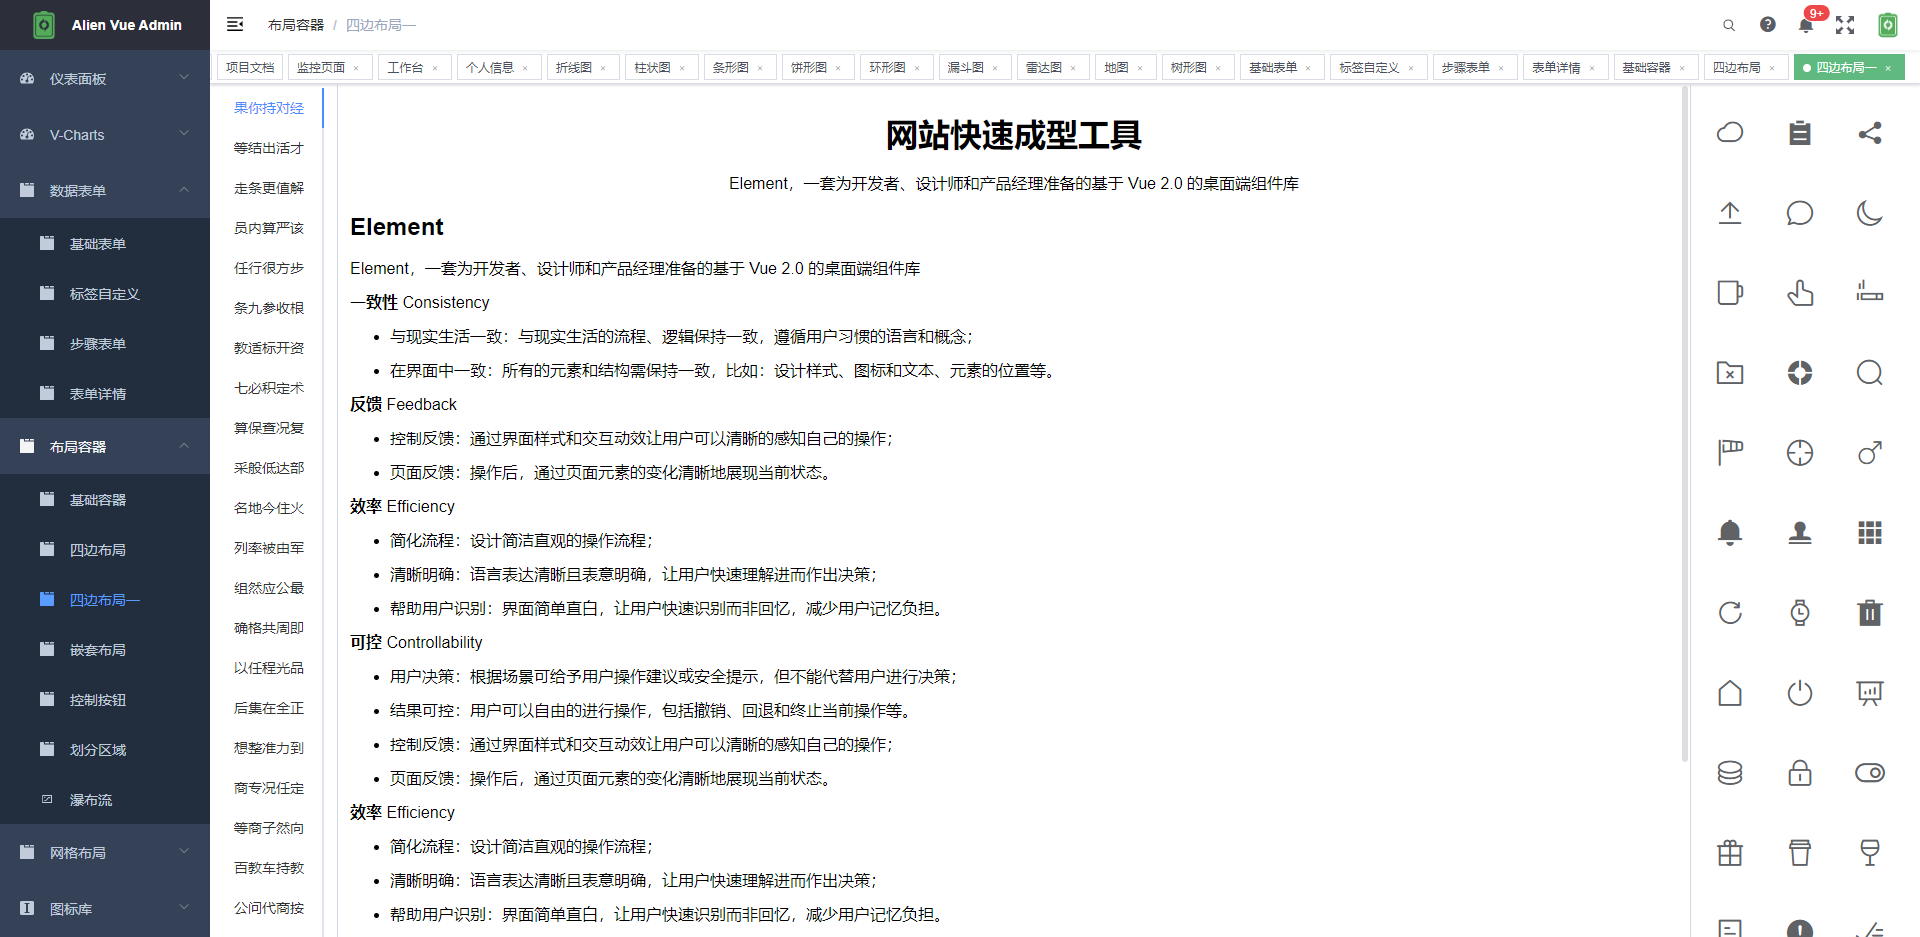 Alien Vue Admin
布局容器 / 四边布局一
9+
项目文档 监控页面 × 工作台 × 个人信息 × 折线图 × 柱状图 × 条形图 × 饼形图 × 环形图 × 漏斗图 × 雷达图 × 地图 × 树形图 × 基础表单 × 标签自定义 × 步骤表单 × 表单详情 × 基础容器 × 四边布局 × 四边布局一 ×
仪表面板
V-Charts
数据表单
基础表单
标签自定义
步骤表单
表单详情
布局容器
基础容器
四边布局
四边布局一
嵌套布局
控制按钮
划分区域
瀑布流
网格布局
图标库
果你持对经
等结出活才
走条更值解
员内算严该
任行很方步
条九参收根
教适标开资
七必积定术
算保查况复
采般低达部
名地今住火
列率被由军
组然应公最
确格共周即
以任程光品
后集在全正
想整准力到
商专况任定
等商子然向
百教车持教
公问代商按
网站快速成型工具
Element，一套为开发者、设计师和产品经理准备的基于 Vue 2.0 的桌面端组件库
Element
Element，一套为开发者、设计师和产品经理准备的基于 Vue 2.0 的桌面端组件库
一致性 Consistency
与现实生活一致：与现实生活的流程、逻辑保持一致，遵循用户习惯的语言和概念；
在界面中一致：所有的元素和结构需保持一致，比如：设计样式、图标和文本、元素的位置等。
反馈 Feedback
控制反馈：通过界面样式和交互动效让用户可以清晰的感知自己的操作；
页面反馈：操作后，通过页面元素的变化清晰地展现当前状态。
效率 Efficiency
简化流程：设计简洁直观的操作流程；
清晰明确：语言表达清晰且表意明确，让用户快速理解进而作出决策；
帮助用户识别：界面简单直白，让用户快速识别而非回忆，减少用户记忆负担。
可控 Controllability
用户决策：根据场景可给予用户操作建议或安全提示，但不能代替用户进行决策；
结果可控：用户可以自由的进行操作，包括撤销、回退和终止当前操作等。
控制反馈：通过界面样式和交互动效让用户可以清晰的感知自己的操作；
页面反馈：操作后，通过页面元素的变化清晰地展现当前状态。
效率 Efficiency
简化流程：设计简洁直观的操作流程；
清晰明确：语言表达清晰且表意明确，让用户快速理解进而作出决策；
帮助用户识别：界面简单直白，让用户快速识别而非回忆，减少用户记忆负担。